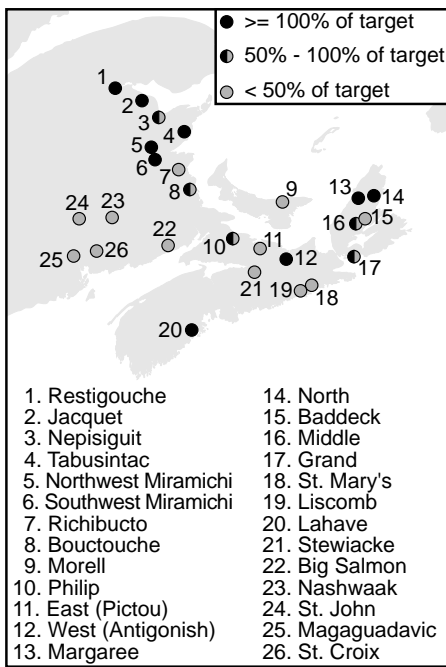 >= 100% of target
50% - 100% of target
< 50% of target
1
2
3
4
5
6
7
8
9
10
11
12
13
14
15
16
17
18
19
20
21
22
23
24
25
26
1. Restigouche
2. Jacquet
3. Nepisiguit
4. Tabusintac
5. Northwest Miramichi
6. Southwest Miramichi
7. Richibucto
8. Bouctouche
9. Morell
10. Philip
11. East (Pictou)
12. West (Antigonish)
13. Margaree
14. North
15. Baddeck
16. Middle
17. Grand
18. St. Mary's
19. Liscomb
20. Lahave
21. Stewiacke
22. Big Salmon
23. Nashwaak
24. St. John
25. Magaguadavic
26. St. Croix